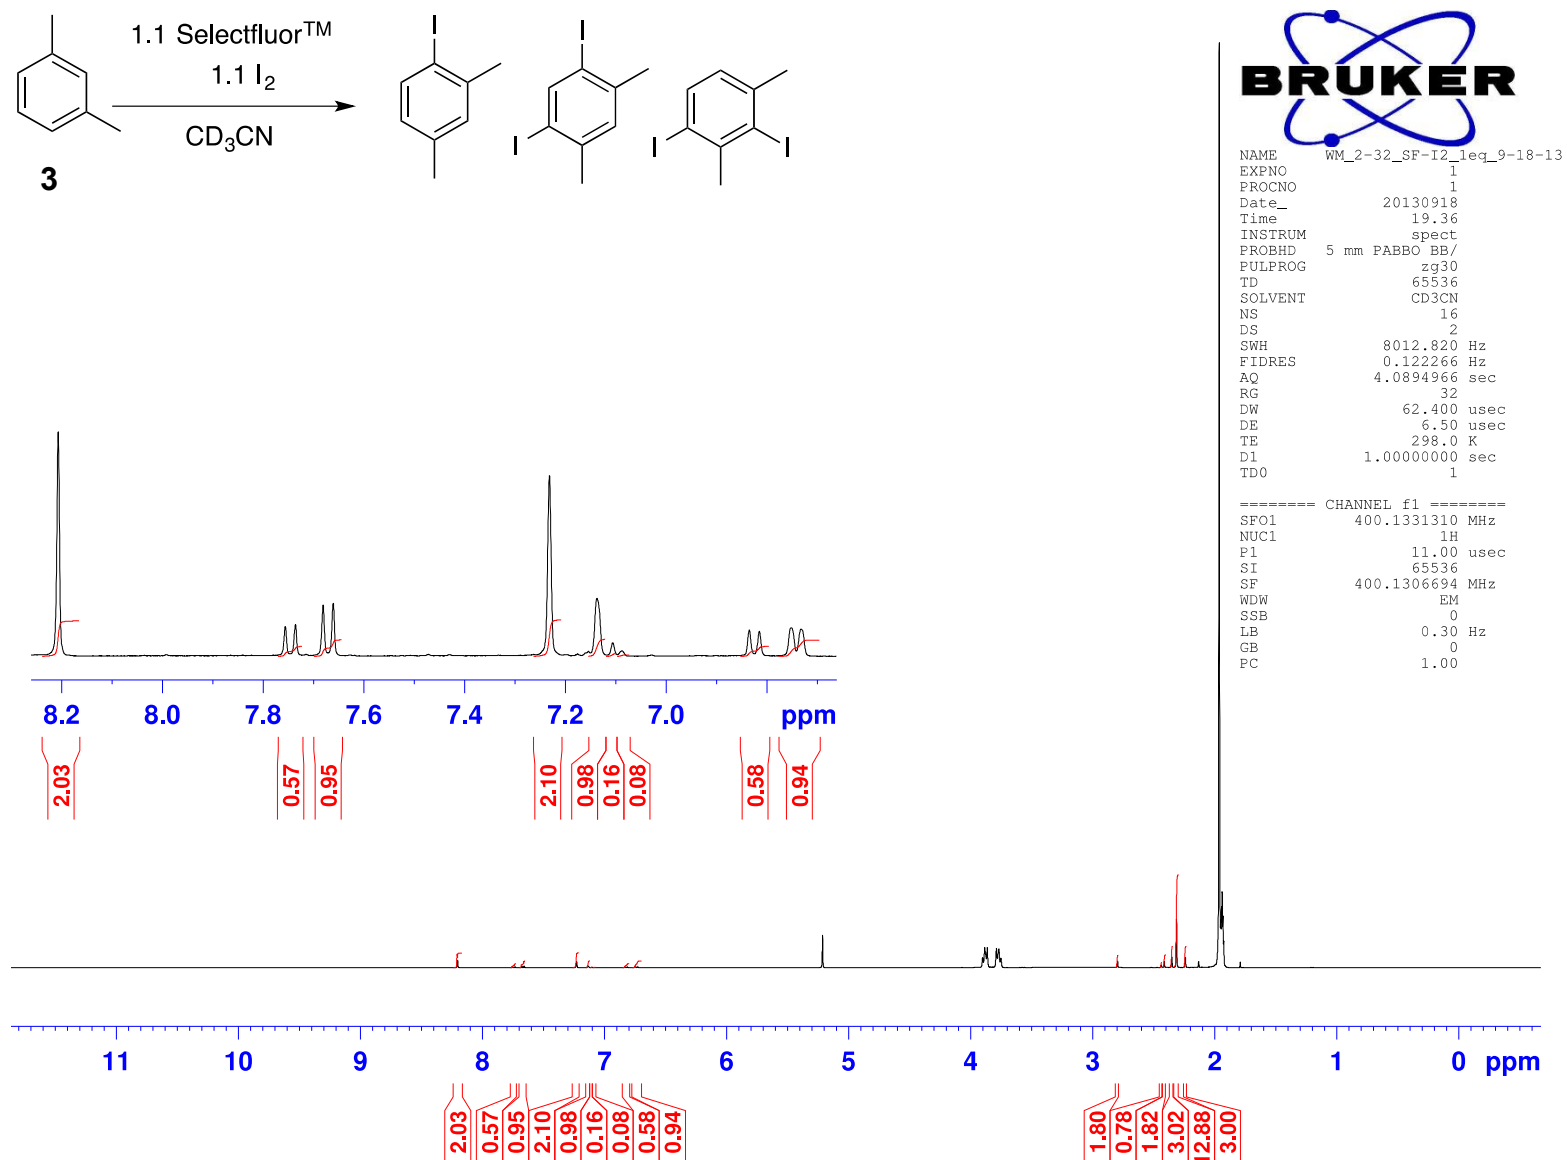 1.1 Selectfluor™
1.1 I2
CD3CN
3
I
I
I
I
I
BRUKER
NAME WM_2-32_SF-I2_1eq_9-18-13
EXPNO 1
PROCNO 1
Date_ 20130918
Time 19.36
INSTRUM spect
PROBHD 5 mm PABBO BB/
PULPROG zg30
TD 65536
SOLVENT CD3CN
NS 16
DS 2
SWH 8012.820 Hz
FIDRES 0.122266 Hz
AQ 4.0894966 sec
RG 32
DW 62.400 usec
DE 6.50 usec
TE 298.0 K
D1 1.00000000 sec
TD0 1
======== CHANNEL f1 ========
SFO1 400.1331310 MHz
NUC1 1H
P1 11.00 usec
SI 65536
SF 400.1306694 MHz
WDW EM
SSB 0
LB 0.30 Hz
GB 0
PC 1.00
8.2 8.0 7.8 7.6 7.4 7.2 7.0 ppm
2.03 0.57 0.95 2.10 0.98 0.16 0.08 0.58 0.94
11 10 9 8 7 6 5 4 3 2 1 0 ppm
2.03 0.57 0.95 2.10 0.98 0.16 0.08 0.58 0.94 1.80 0.78 1.82 3.02 12.88 3.00